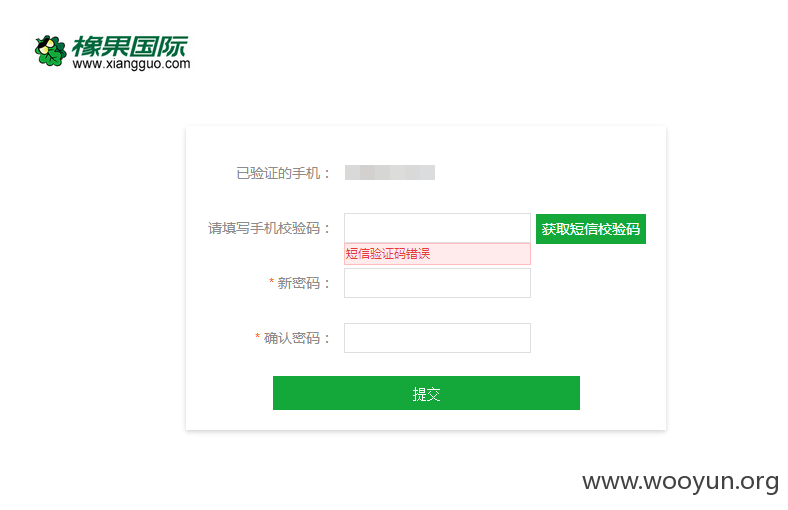 橡果国际
www.xiangguo.com
已验证的手机：
请填写手机校验码： 获取短信校验码
短信验证码错误
* 新密码：
* 确认密码：
提交
www.wooyun.org